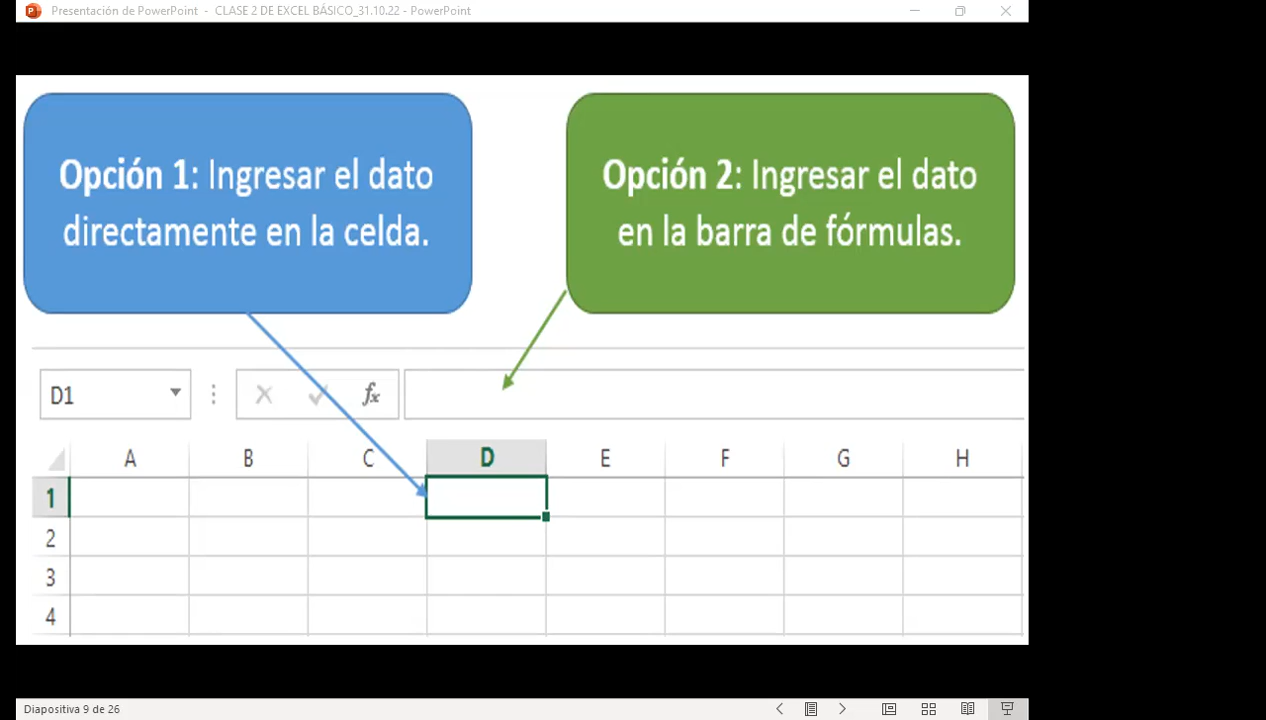 Presentación de PowerPoint - CLASE 2 DE EXCEL BÁSICO_31.10.22 - PowerPoint
Opción 1: Ingresar el dato
directamente en la celda.
Opción 2: Ingresar el dato
en la barra de fórmulas.
D1 fx
A B C D E F G H
1
2
3
4
Diapositiva 9 de 26